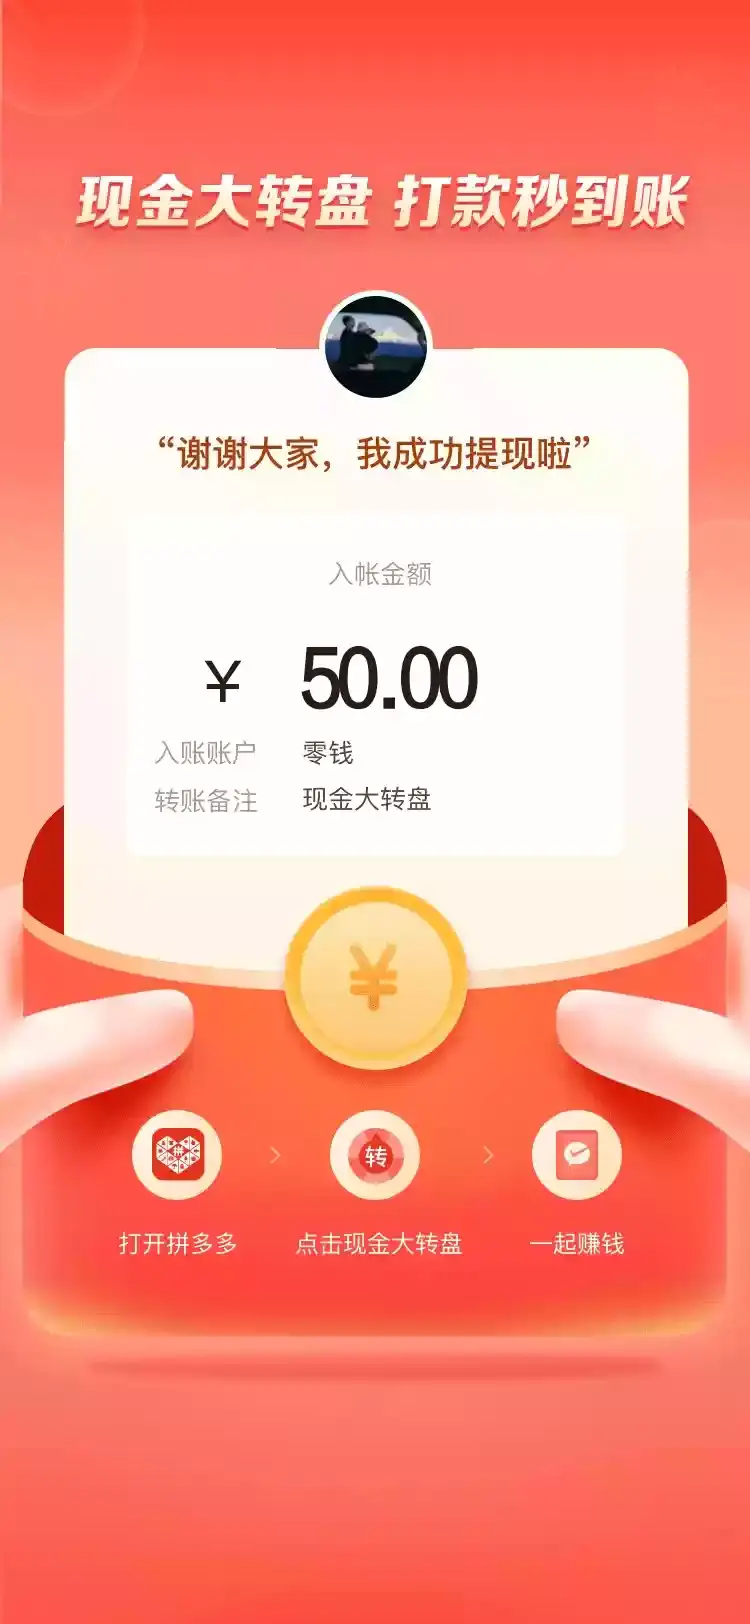 现金大转盘 打款秒到账
“谢谢大家，我成功提现啦”
入帐金额
¥ 50.00
入账账户 零钱
转账备注 现金大转盘
¥
拼
转
打开拼多多 点击现金大转盘 一起赚钱